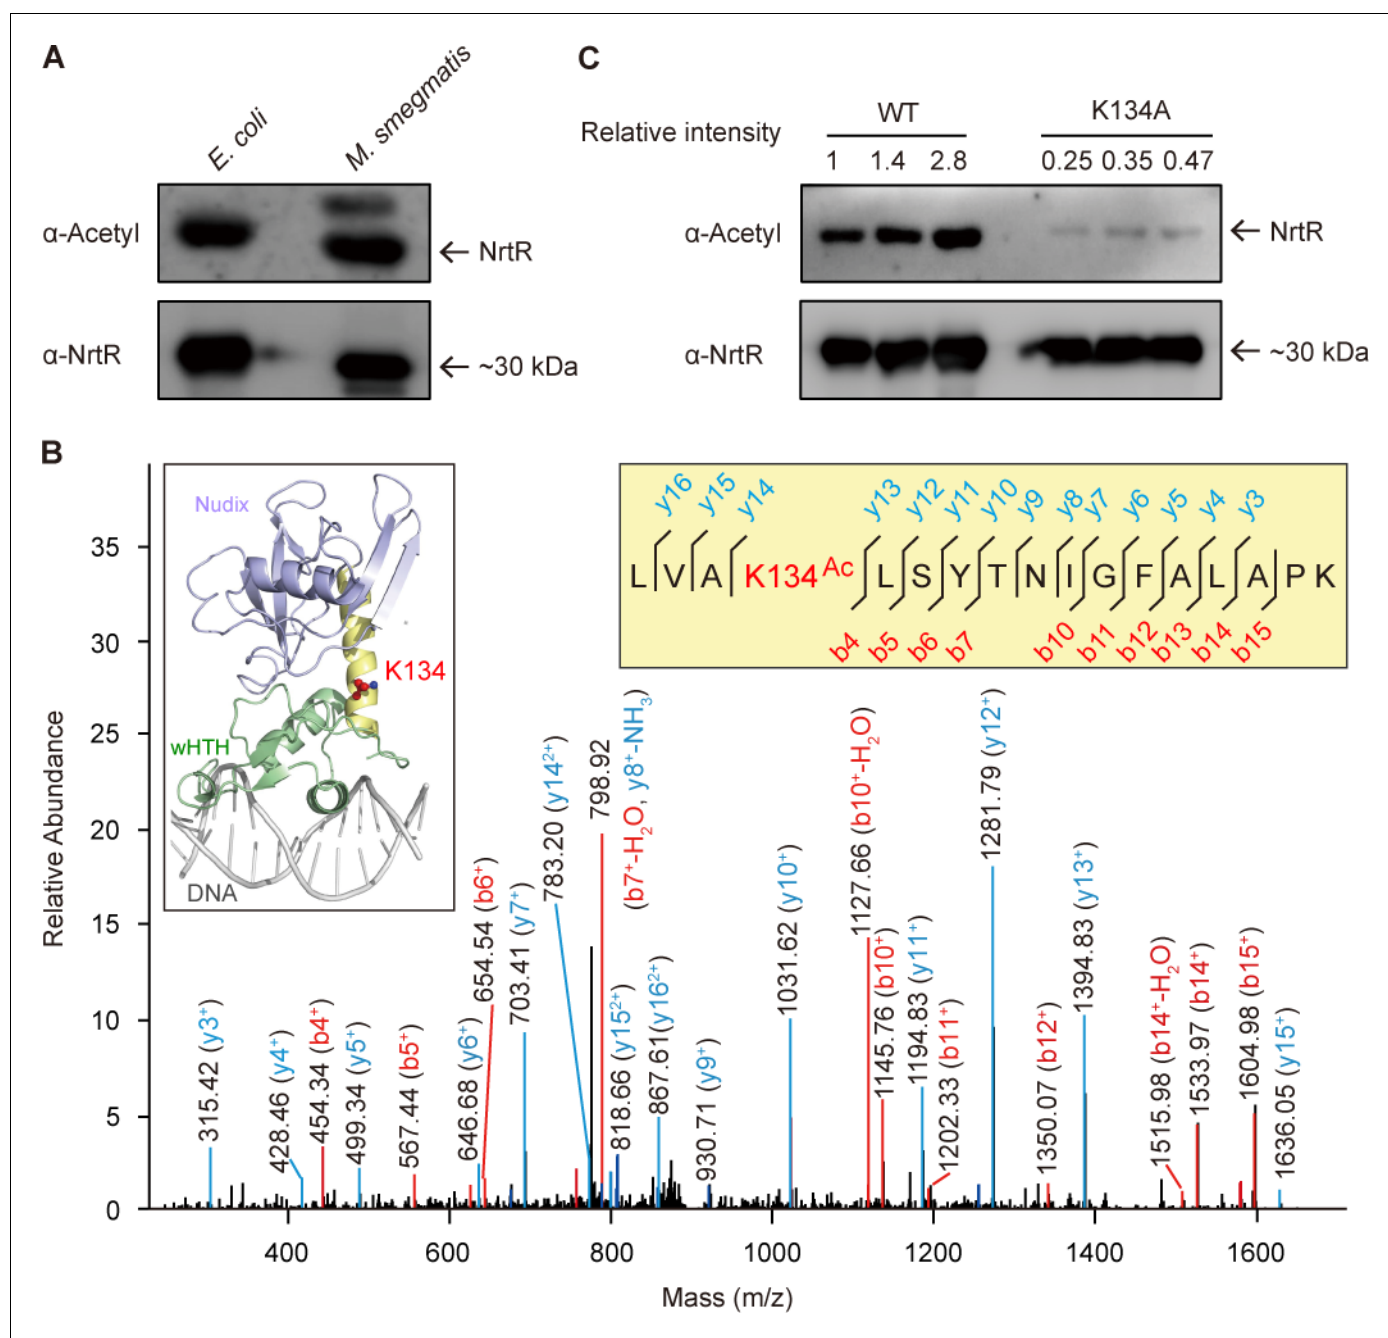 A
E. coli
M. smegmatis
α-Acetyl
← NrtR
α-NrtR
← ~30 kDa
C
Relative intensity
WT
K134A
1 1.4 2.8 0.25 0.35 0.47
α-Acetyl
← NrtR
α-NrtR
← ~30 kDa
B
Relative Abundance
35
30
25
20
15
10
5
0
Nudix
K134
wHTH
DNA
y16 y15 y14 y13 y12 y11 y10 y9 y8 y7 y6 y5 y4 y3
L V A K134Ac L S Y T N I G F A L A P K
b4 b5 b6 b7 b10 b11 b12 b13 b14 b15
315.42 (y3+)
428.46 (y4+)
454.34 (b4+)
499.34 (y5+)
567.44 (b5+)
646.68 (y6+)
654.54 (b6+)
703.41 (y7+)
783.20 (y142+)
798.92
(b7+-H2O, y8+-NH3)
818.66 (y152+)
867.61(y162+)
930.71 (y9+)
1031.62 (y10+)
1127.66 (b10+-H2O)
1145.76 (b10+)
1194.83 (y11+)
1202.33 (b11+)
1281.79 (y12+)
1350.07 (b12+)
1394.83 (y13+)
1515.98 (b14+-H2O)
1533.97 (b14+)
1604.98 (b15+)
1636.05 (y15+)
400 600 800 1000 1200 1400 1600
Mass (m/z)